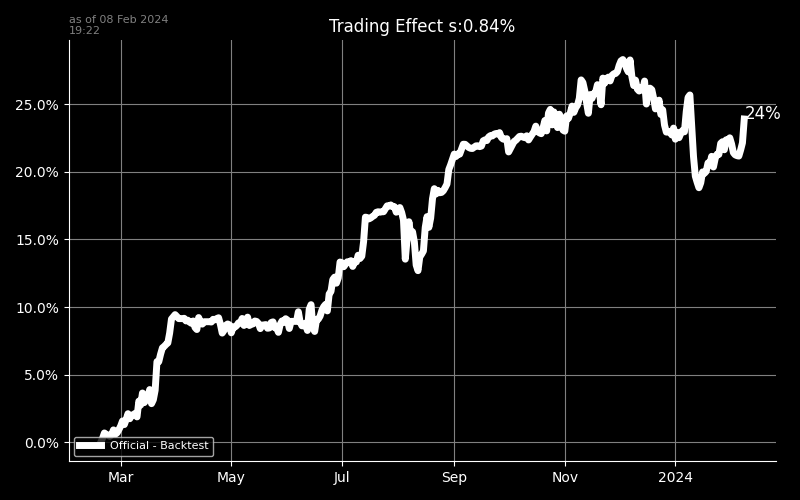 as of 08 Feb 2024
19:22
Trading Effect s:0.84%
25.0%
24%
20.0%
15.0%
10.0%
5.0%
0.0%
Official - Backtest
Mar May Jul Sep Nov 2024